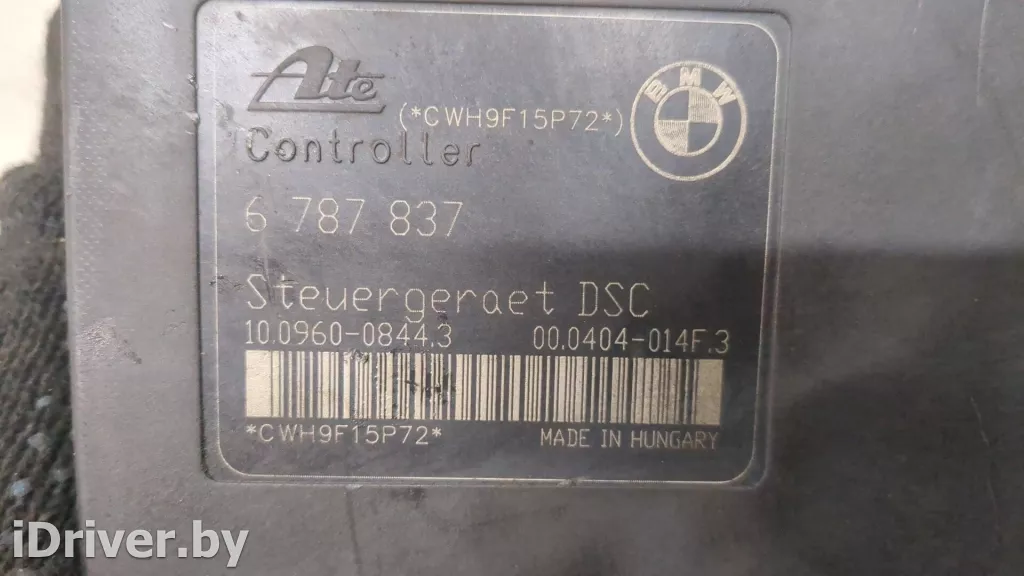 Ate
(*CWH9F15P72*)
BMW
Controller
6 787 837
Steuergeraet DSC
10.0960-0844.3 00.0404-014F.3
*CWH9F15P72* MADE IN HUNGARY
iDriver.by